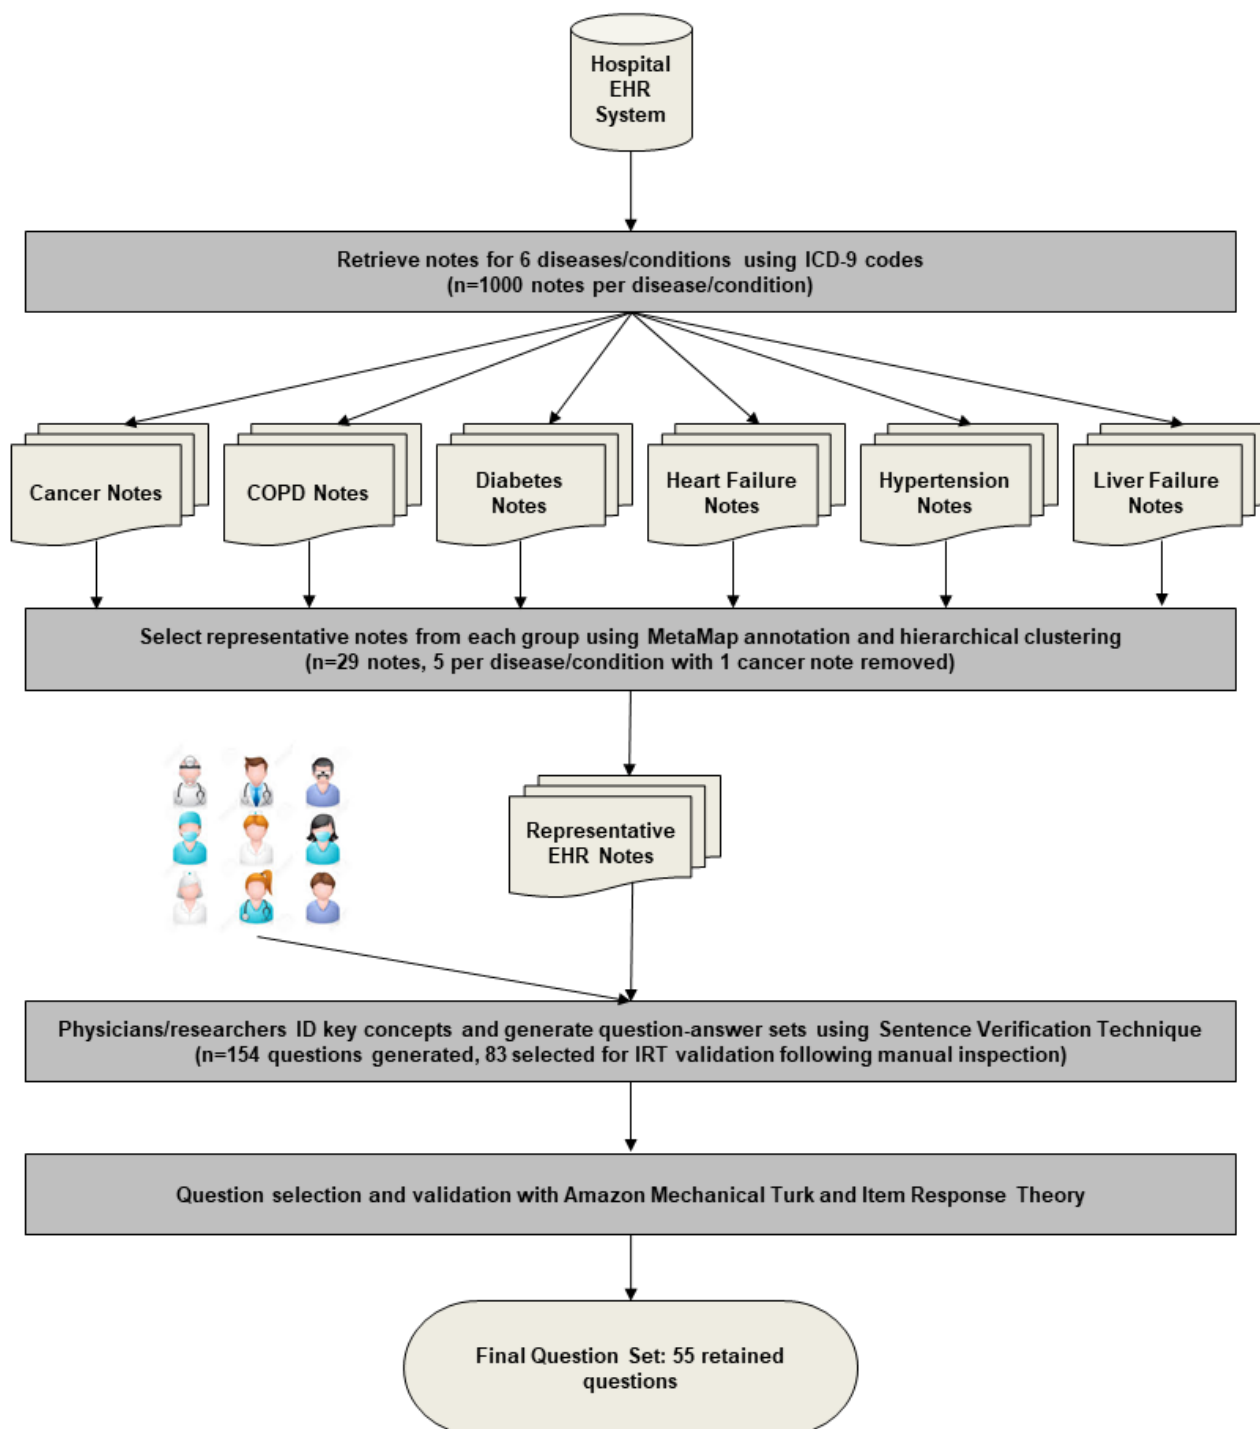 Hospital
EHR
System
Retrieve notes for 6 diseases/conditions using ICD-9 codes
(n=1000 notes per disease/condition)
Cancer Notes
COPD Notes
Diabetes
Notes
Heart Failure
Notes
Hypertension
Notes
Liver Failure
Notes
Select representative notes from each group using MetaMap annotation and hierarchical clustering
(n=29 notes, 5 per disease/condition with 1 cancer note removed)
Representative
EHR Notes
Physicians/researchers ID key concepts and generate question-answer sets using Sentence Verification Technique
(n=154 questions generated, 83 selected for IRT validation following manual inspection)
Question selection and validation with Amazon Mechanical Turk and Item Response Theory
Final Question Set: 55 retained
questions